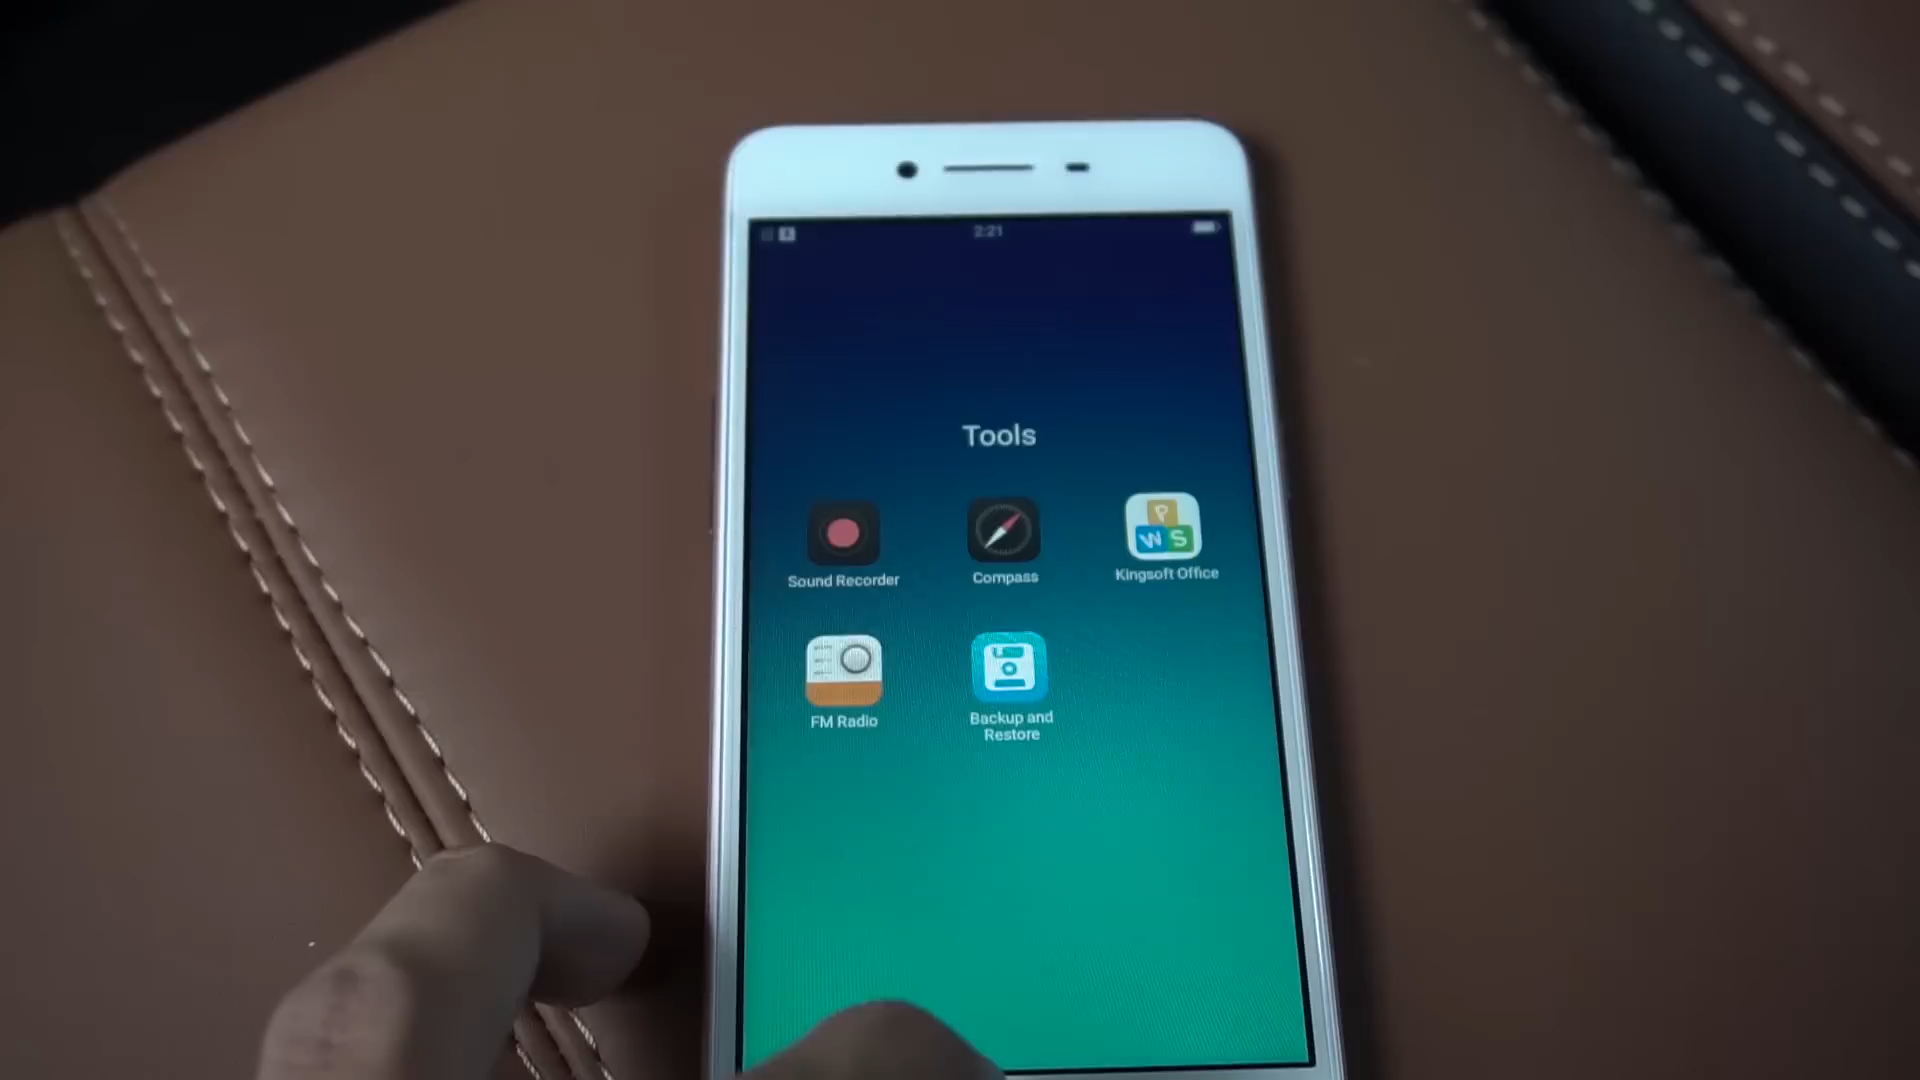 2:21
Tools
Sound Recorder
Compass
Kingsoft Office
P
W S
FM Radio
Backup and
Restore